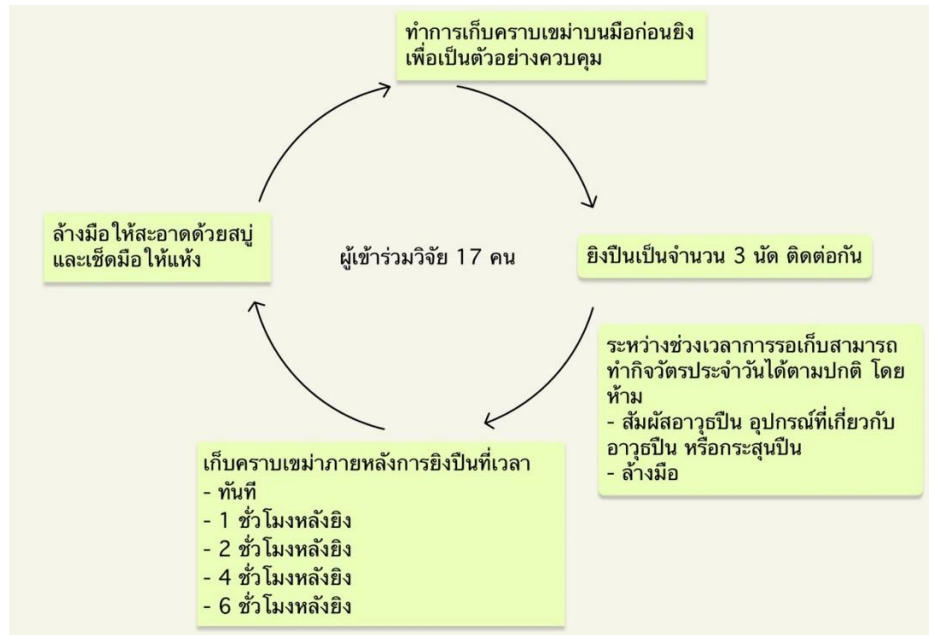 ทำการเก็บคราบเขม่าบนมือก่อนยิง
เพื่อเป็นตัวอย่างควบคุม
ล้างมือให้สะอาดด้วยสบู่
และเช็ดมือให้แห้ง
ผู้เข้าร่วมวิจัย 17 คน
ยิงปืนเป็นจำนวน 3 นัด ติดต่อกัน
ระหว่างช่วงเวลาการรอเก็บสามารถ
ทำกิจวัตรประจำวันได้ตามปกติ โดย
ห้าม
- สัมผัสอาวุธปืน อุปกรณ์ที่เกี่ยวกับ
อาวุธปืน หรือกระสุนปืน
- ล้างมือ
เก็บคราบเขม่าภายหลังการยิงปืนที่เวลา
- ทันที
- 1 ชั่วโมงหลังยิง
- 2 ชั่วโมงหลังยิง
- 4 ชั่วโมงหลังยิง
- 6 ชั่วโมงหลังยิง